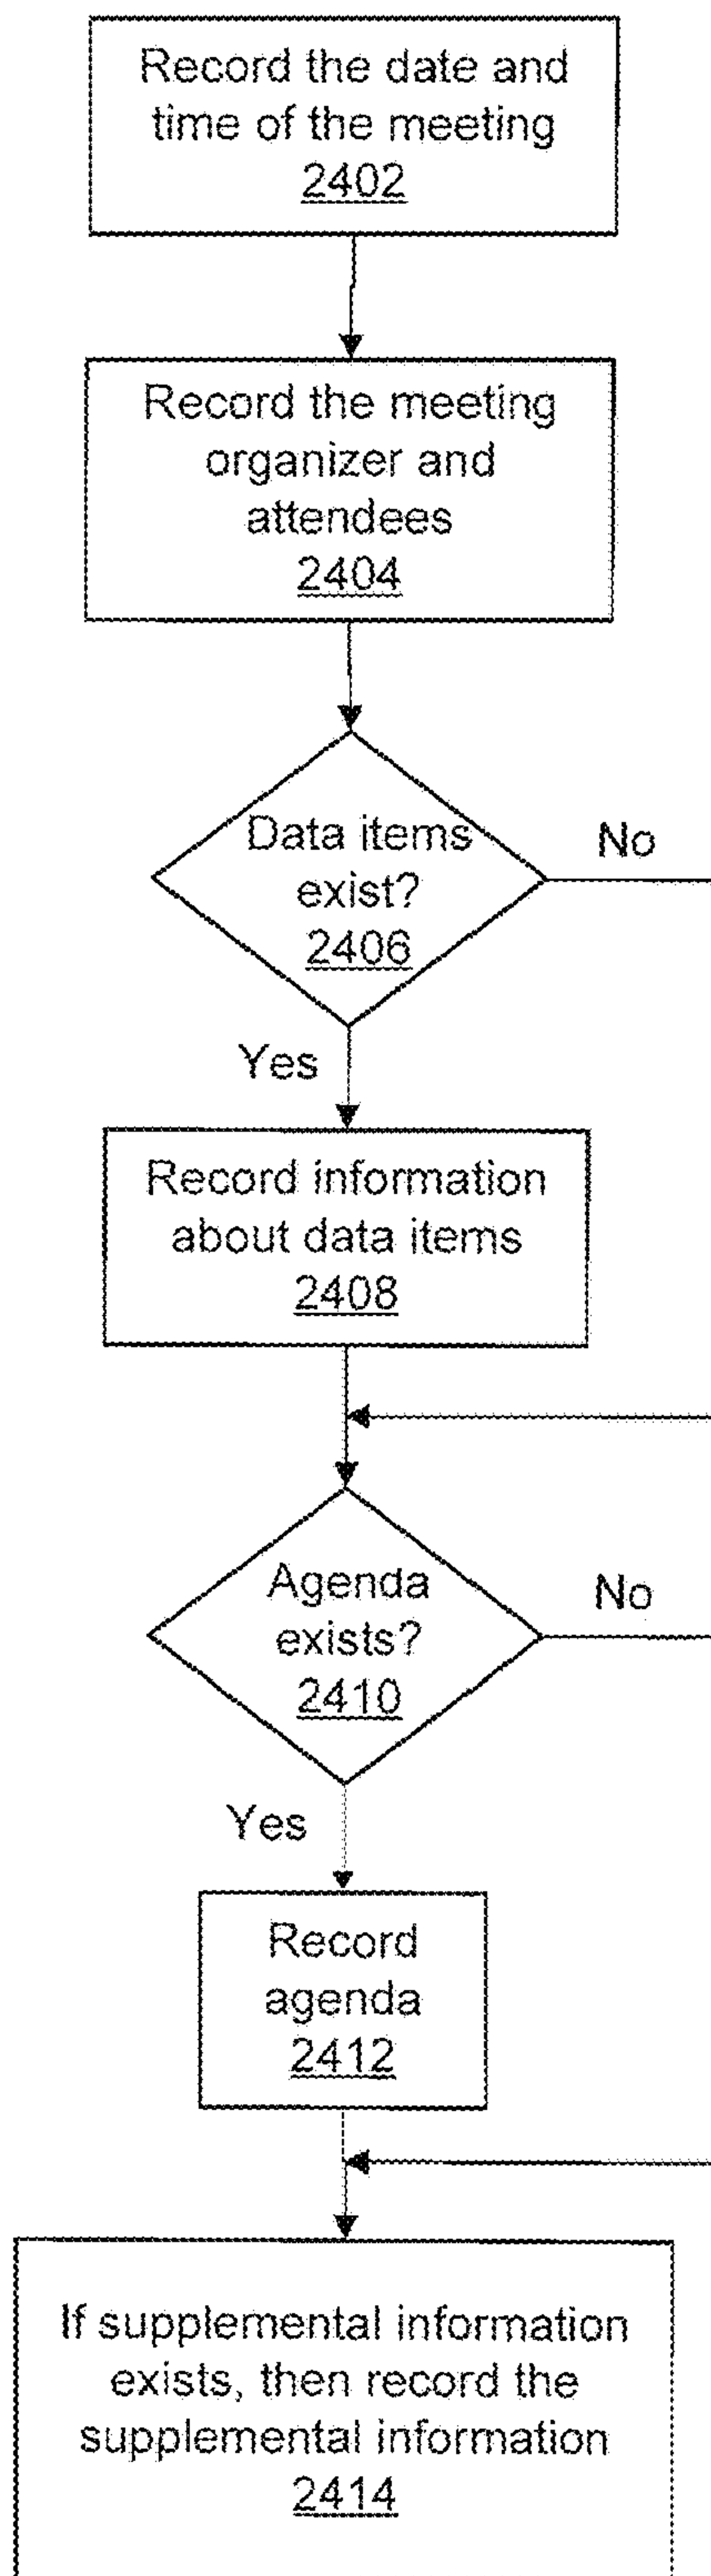 Record the date and
time of the meeting
2402
Record the meeting
organizer and
attendees
2404
Data items
exist?
2406
No
Yes
Record information
about data items
2408
Agenda
exists?
2410
No
Yes
Record
agenda
2412
If supplemental information
exists, then record the
supplemental information
2414